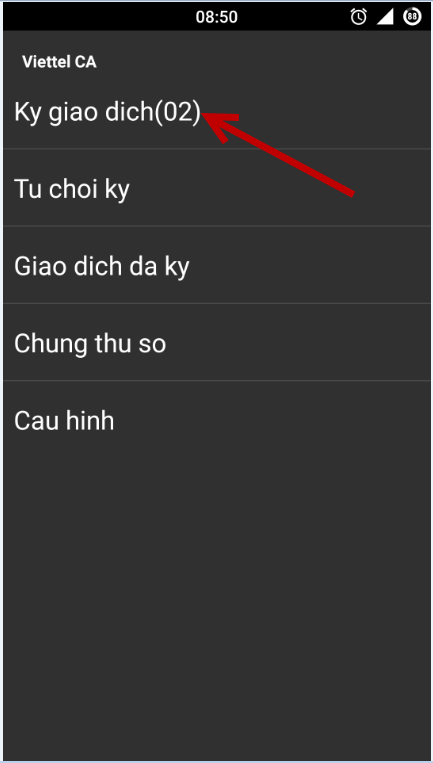 08:50
88
Viettel CA
Ky giao dich(02)
Tu choi ky
Giao dich da ky
Chung thu so
Cau hinh